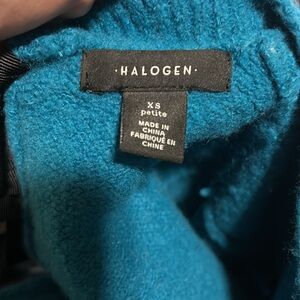 ·HALOGEN·
XS
petite
MADE IN
CHINA
FABRIQUÉ EN
CHINE